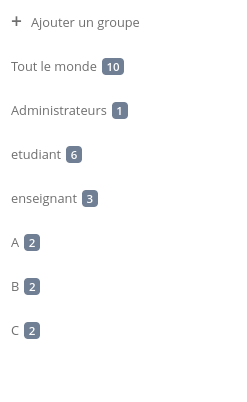 + Ajouter un groupe
Tout le monde 10
Administrateurs 1
etudiant 6
enseignant 3
A 2
B 2
C 2